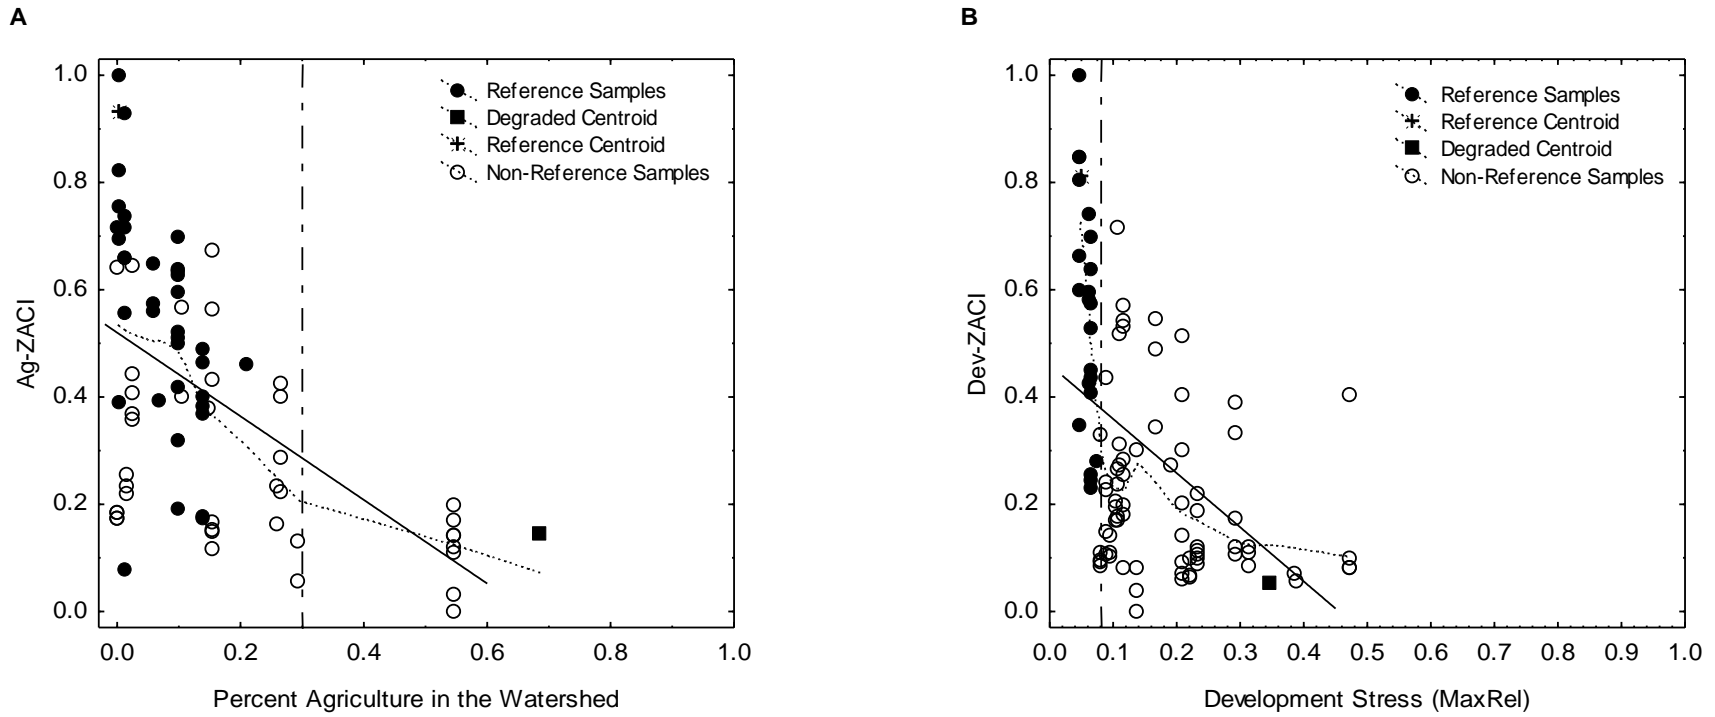 A
B
1.0
0.8
0.6
0.4
0.2
0.0
Ag-ZACI
Reference Samples
Degraded Centroid
Reference Centroid
Non-Reference Samples
0.0 0.2 0.4 0.6 0.8 1.0
Percent Agriculture in the Watershed
1.0
0.8
0.6
0.4
0.2
0.0
Dev-ZACI
Reference Samples
Reference Centroid
Degraded Centroid
Non-Reference Samples
0.0 0.1 0.2 0.3 0.4 0.5 0.6 0.7 0.8 0.9 1.0
Development Stress (MaxRel)